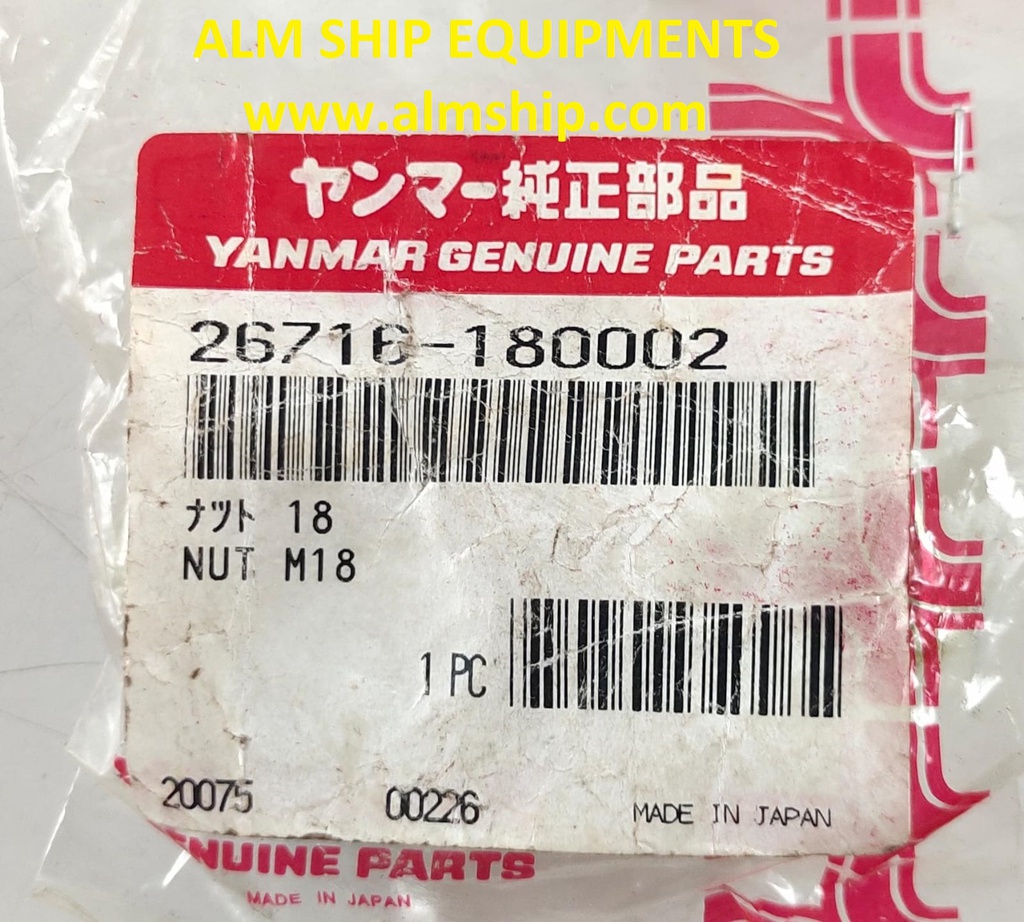 ALM SHIP EQUIPMENTS
www.almship.com
ヤンマー純正部品
YANMAR GENUINE PARTS
26716-180002
ナツト 18
NUT M18
1 PC
20075 00226 MADE IN JAPAN
NUINE PARTS
MADE IN JAPAN